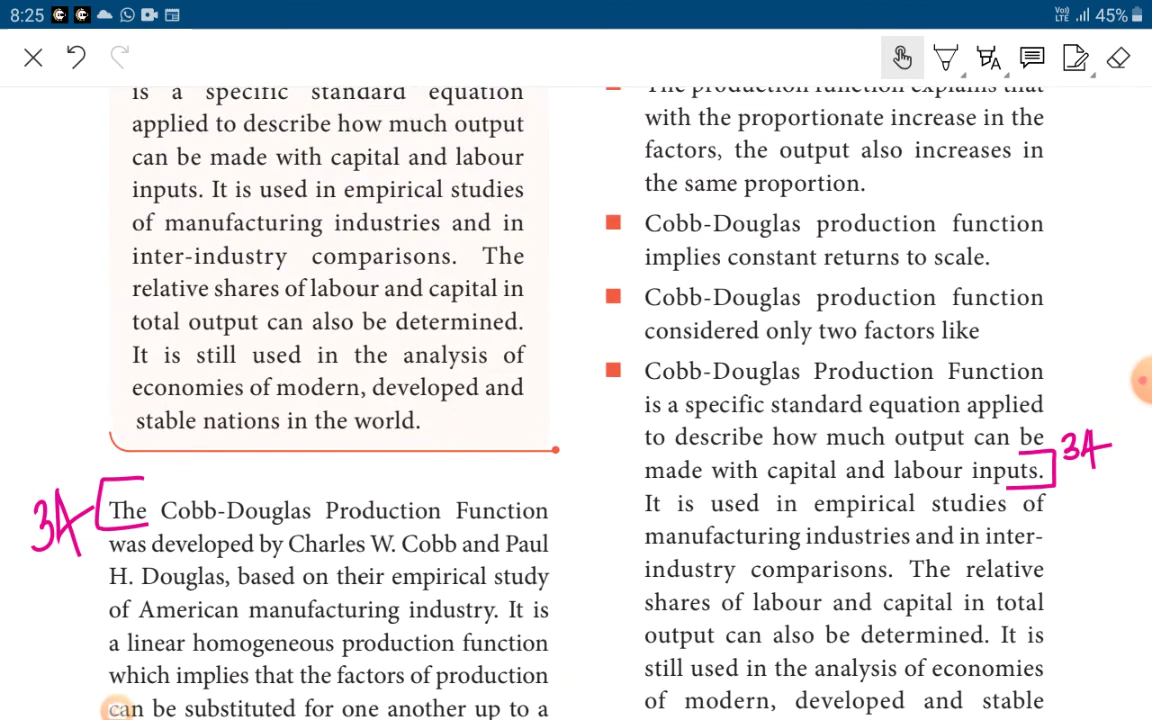 8:25
Vo) LTE 45%
is a specific standard equation
applied to describe how much output
can be made with capital and labour
inputs. It is used in empirical studies
of manufacturing industries and in
inter-industry comparisons. The
relative shares of labour and capital in
total output can also be determined.
It is still used in the analysis of
economies of modern, developed and
stable nations in the world.
34
The Cobb-Douglas Production Function
was developed by Charles W. Cobb and Paul
H. Douglas, based on their empirical study
of American manufacturing industry. It is
a linear homogeneous production function
which implies that the factors of production
can be substituted for one another up to a
The production function explains that
with the proportionate increase in the
factors, the output also increases in
the same proportion.
Cobb-Douglas production function
implies constant returns to scale.
Cobb-Douglas production function
considered only two factors like
Cobb-Douglas Production Function
is a specific standard equation applied
to describe how much output can be
made with capital and labour inputs.
34
It is used in empirical studies of
manufacturing industries and in inter-
industry comparisons. The relative
shares of labour and capital in total
output can also be determined. It is
still used in the analysis of economies
of modern, developed and stable